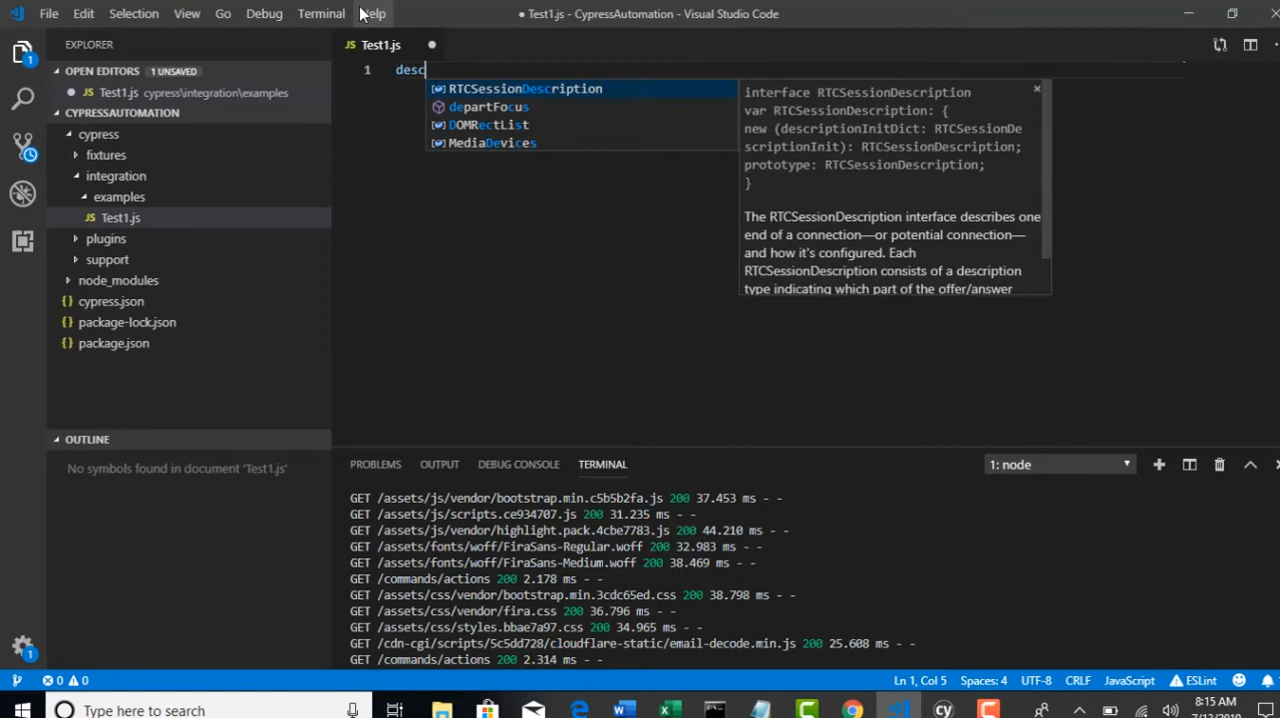 File Edit Selection View Go Debug Terminal Help
● Test1.js - CypressAutomation - Visual Studio Code
EXPLORER
OPEN EDITORS 1 UNSAVED
● Test1.js cypress\integration\examples
CYPRESSAUTOMATION
cypress
fixtures
integration
examples
JS Test1.js
plugins
support
node_modules
{} cypress.json
{} package-lock.json
{} package.json
OUTLINE
No symbols found in document 'Test1.js'
JS Test1.js ●
1 desc
RTCSessionDescription
departFocus
DOMRectList
MediaDevices
interface RTCSessionDescription
var RTCSessionDescription: {
new (descriptionInitDict: RTCSessionDe
scriptionInit): RTCSessionDescription;
prototype: RTCSessionDescription;
}
The RTCSessionDescription interface describes one
end of a connection—or potential connection—
and how it's configured. Each
RTCSessionDescription consists of a description
type indicating which part of the offer/answer
PROBLEMS OUTPUT DEBUG CONSOLE TERMINAL
1: node
GET /assets/js/vendor/bootstrap.min.c5b5b2fa.js 200 37.453 ms - -
GET /assets/js/scripts.ce934707.js 200 31.235 ms - -
GET /assets/js/vendor/highlight.pack.4cbe7783.js 200 44.210 ms - -
GET /assets/fonts/woff/FiraSans-Regular.woff 200 32.983 ms - -
GET /assets/fonts/woff/FiraSans-Medium.woff 200 38.469 ms - -
GET /commands/actions 200 2.178 ms - -
GET /assets/css/vendor/bootstrap.min.3cdc65ed.css 200 38.798 ms - -
GET /assets/css/vendor/fira.css 200 36.796 ms - -
GET /assets/css/styles.bbae7a97.css 200 34.965 ms - -
GET /cdn-cgi/scripts/5c5dd728/cloudflare-static/email-decode.min.js 200 25.608 ms - -
GET /commands/actions 200 2.314 ms - -
0 0
Ln 1, Col 5 Spaces: 4 UTF-8 CRLF JavaScript ESLint
Type here to search
8:15 AM